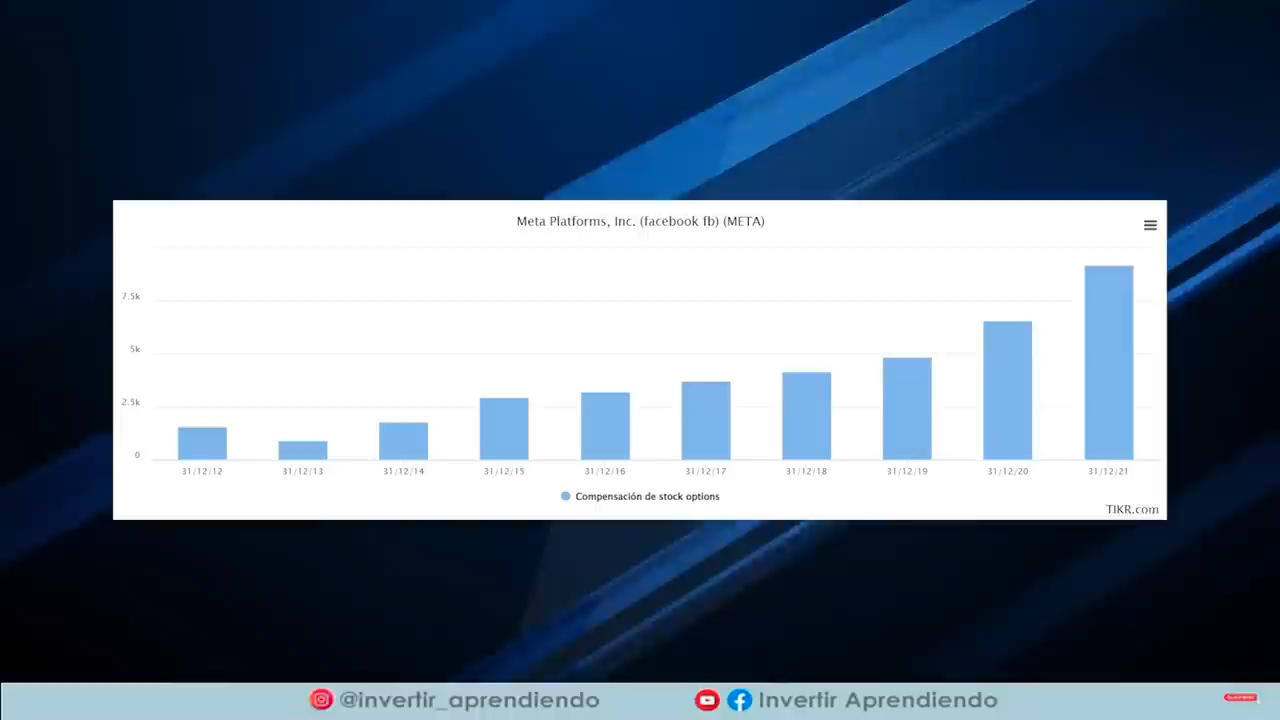 Meta Platforms, Inc. (facebook fb) (META)
7.5k
5k
2.5k
0
31/12/12 31/12/13 31/12/14 31/12/15 31/12/16 31/12/17 31/12/18 31/12/19 31/12/20 31/12/21
Compensación de stock options
TIKR.com
@invertir_aprendiendo Invertir Aprendiendo